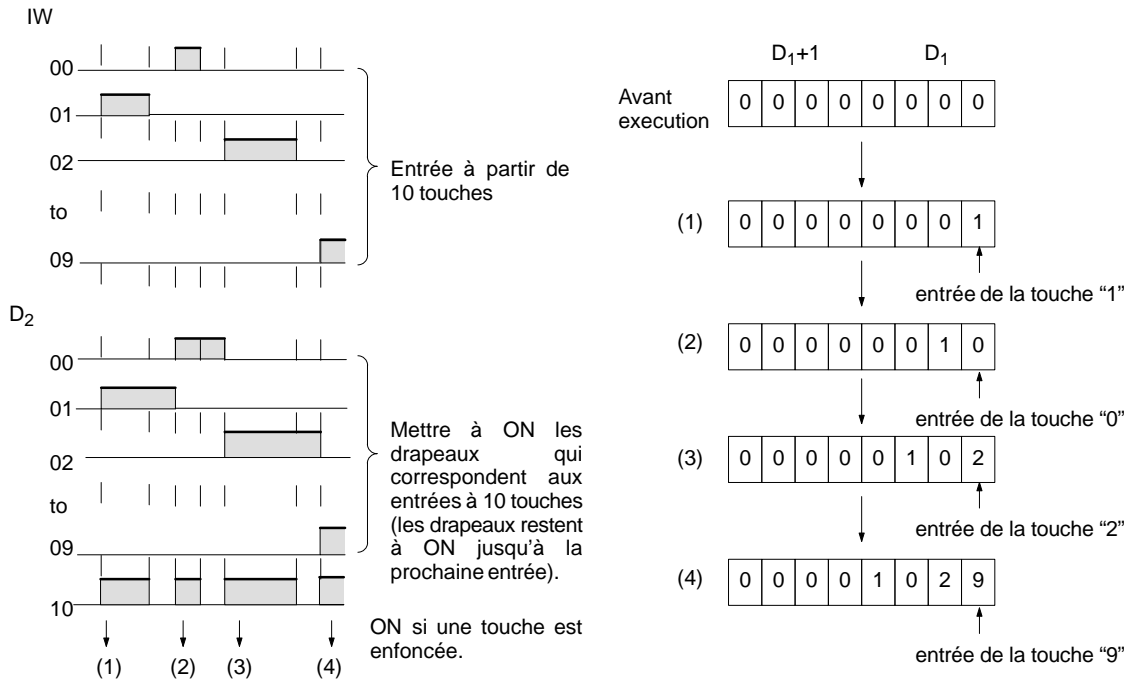 IW
00
01
02
to
09
Entrée à partir de
10 touches
D2
00
01
02
to
09
10
Mettre à ON les
drapeaux qui
correspondent aux
entrées à 10 touches
(les drapeaux restent
à ON jusqu'à la
prochaine entrée).
ON si une touche est
enfoncée.
(1) (2) (3) (4)
D1+1 D1
Avant
execution
0 0 0 0 0 0 0 0
(1) 0 0 0 0 0 0 0 1
entrée de la touche “1”
(2) 0 0 0 0 0 0 1 0
entrée de la touche “0”
(3) 0 0 0 0 0 1 0 2
entrée de la touche “2”
(4) 0 0 0 0 1 0 2 9
entrée de la touche “9”